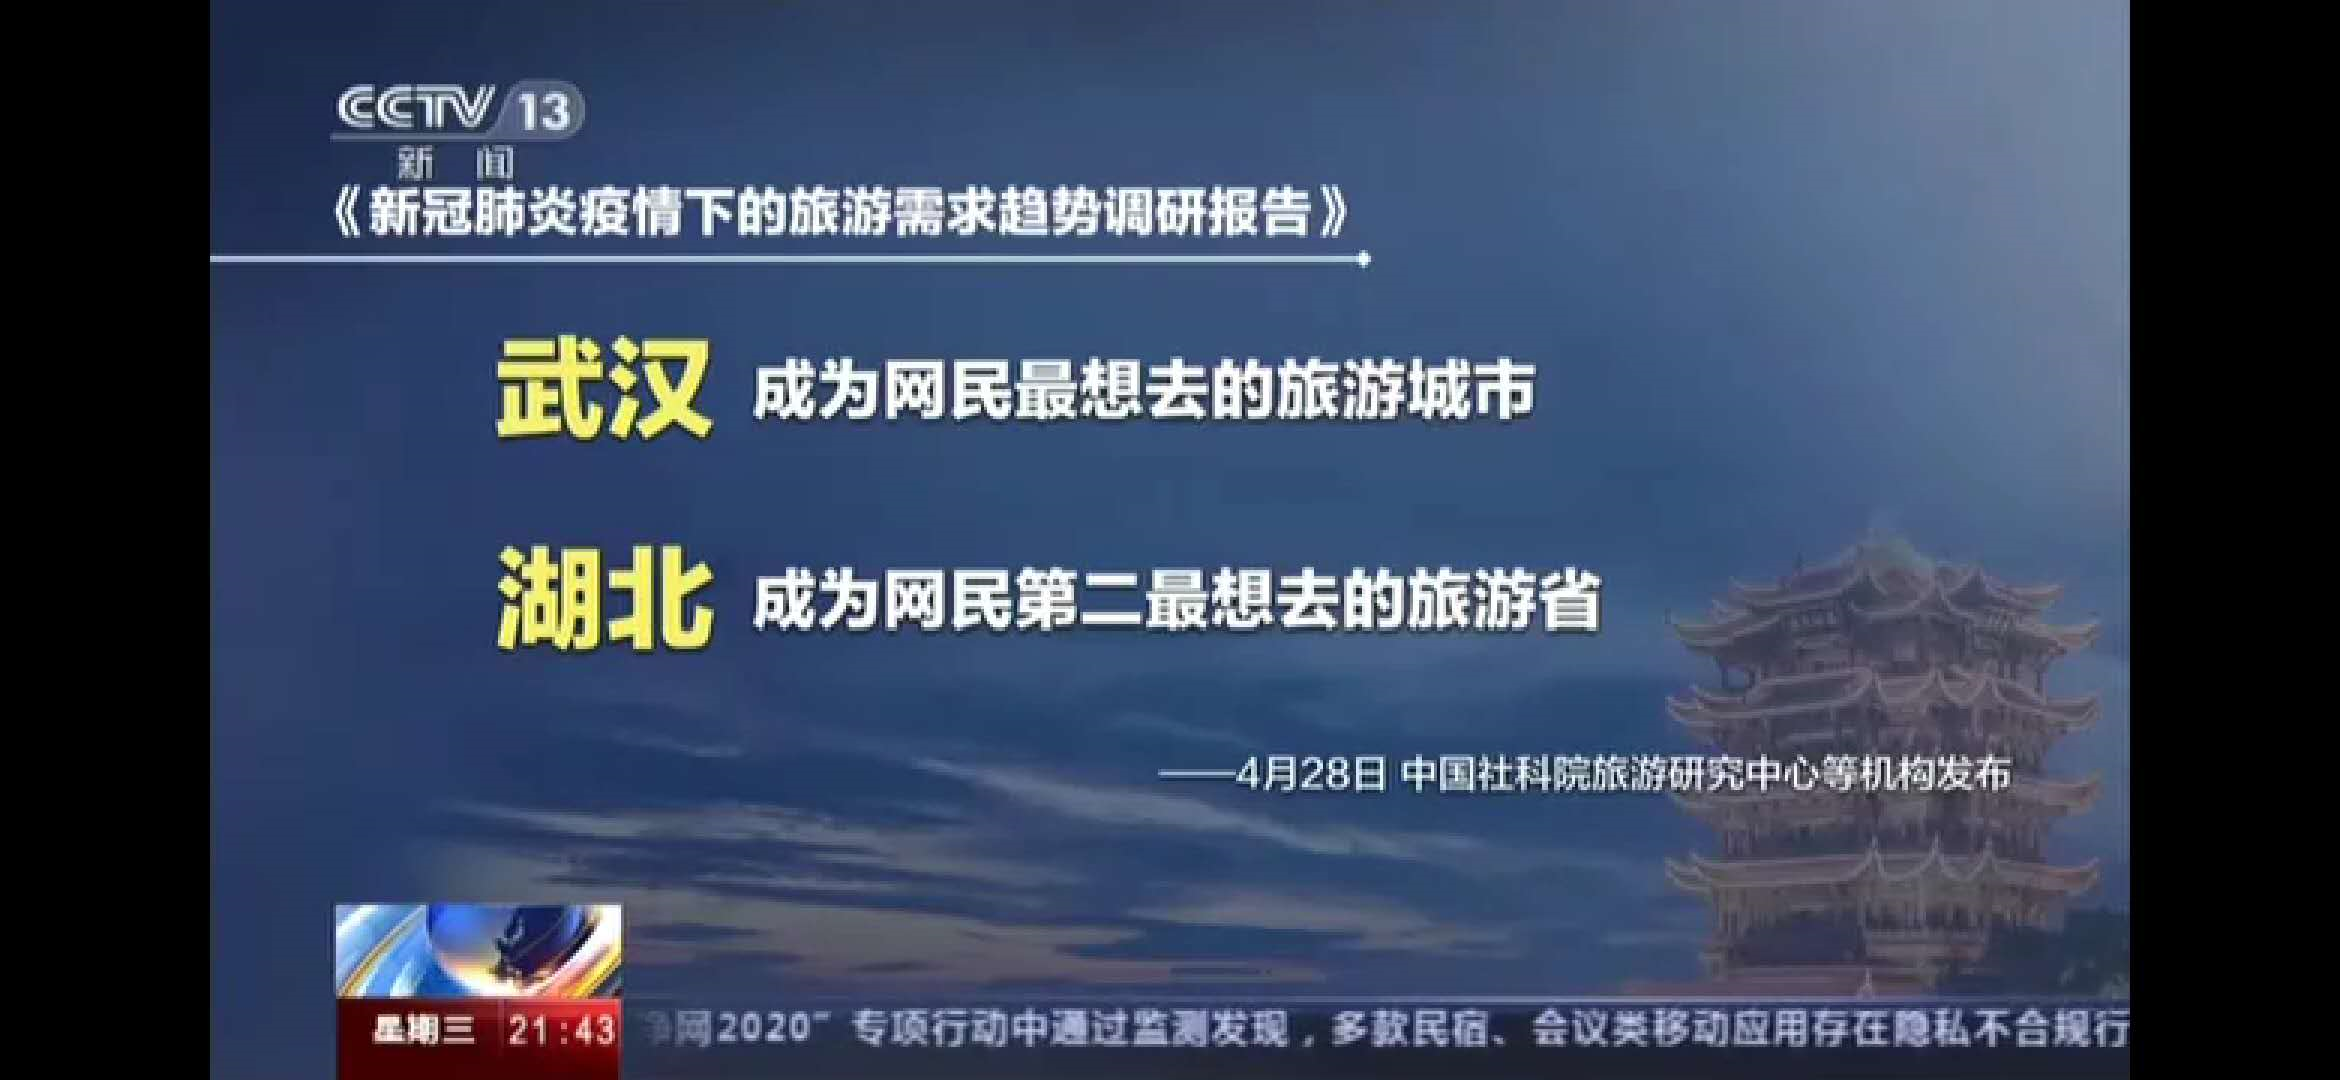 CCTV 13
新闻
《新冠肺炎疫情下的旅游需求趋势调研报告》
武汉 成为网民最想去的旅游城市
湖北 成为网民第二最想去的旅游省
——4月28日 中国社科院旅游研究中心等机构发布
星期三 21:43 净网2020”专项行动中通过监测发现，多款民宿、会议类移动应用存在隐私不合规行